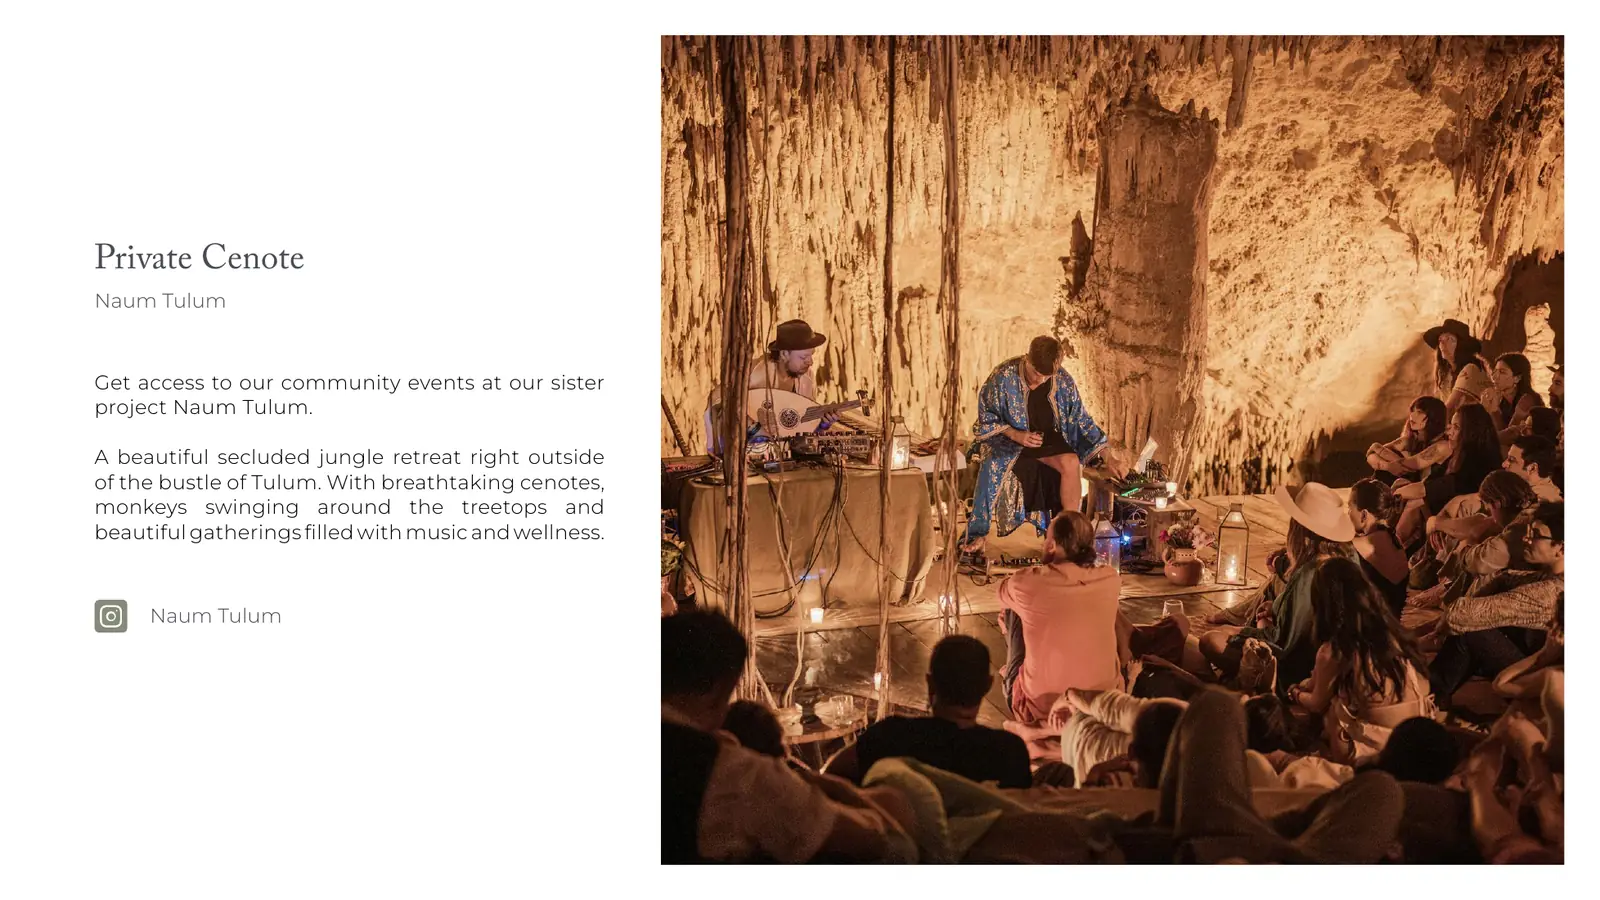 Private Cenote
Naum Tulum
Get access to our community events at our sister
project Naum Tulum.
A beautiful secluded jungle retreat right outside
of the bustle of Tulum. With breathtaking cenotes,
monkeys swinging around the treetops and
beautiful gatherings filled with music and wellness.
Naum Tulum